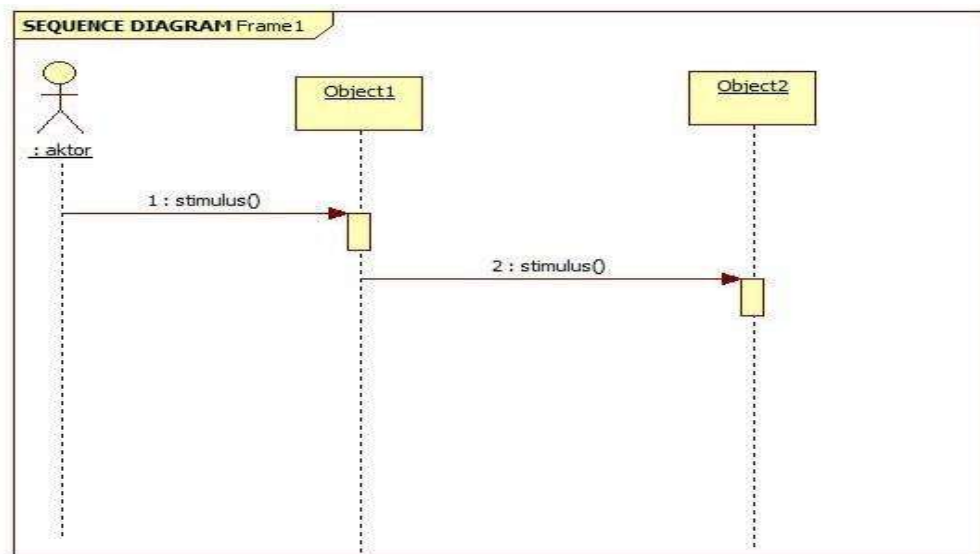 SEQUENCE DIAGRAM Frame1
Object1
Object2
: aktor
1 : stimulus()
2 : stimulus()